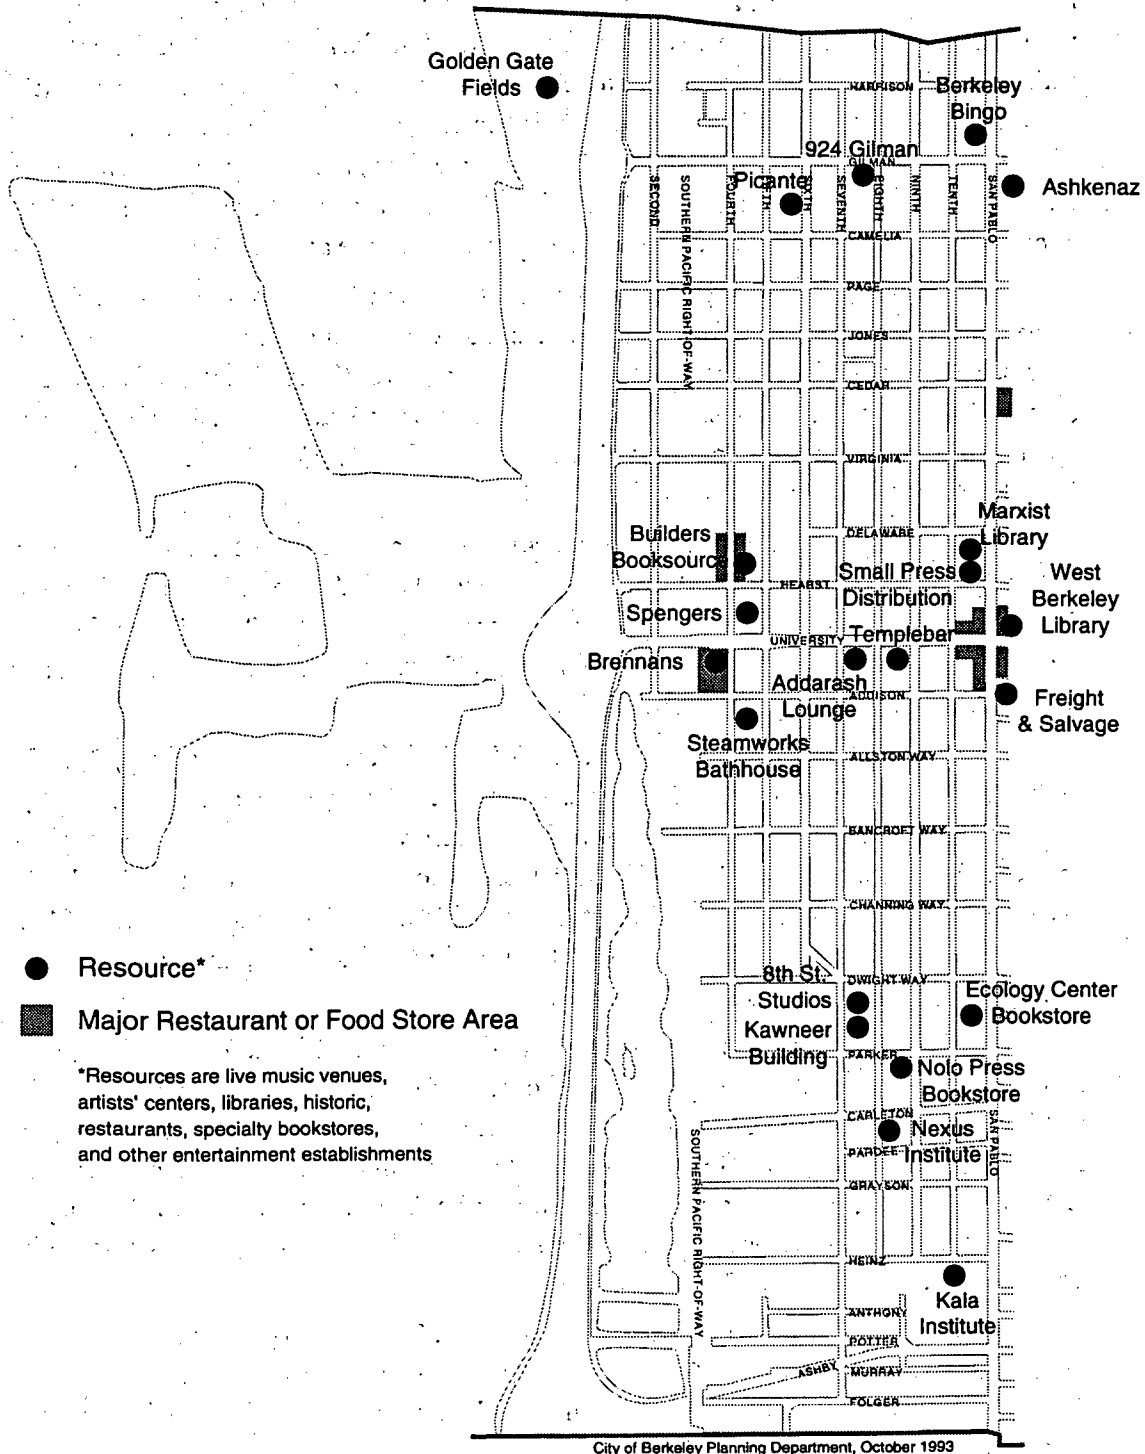 Golden Gate
Fields
HARRISON
Berkeley
Bingo
924 Gilman
GILMAN
Picante
Ashkenaz
SECOND
SOUTHERN PACIFIC RIGHT-OF-WAY
FOURTH
SIXTH
SEVENTH
EIGHTH
NINTH
TENTH
SAN PABLO
CAMELIA
PAGE
JONES
CEDAR
VIRGINIA
Marxist
Library
Builders
Booksource
DELAWARE
Small Press
Distribution
West
Berkeley
Library
HEARST
Spengers
UNIVERSITY
Templebar
Brennans
Addarash
Lounge
ADDISON
Freight
& Salvage
Steamworks
Bathhouse
ALLSTON WAY
BANCROFT WAY
CHANNING WAY
Resource*
Major Restaurant or Food Store Area
*Resources are live music venues,
artists' centers, libraries, historic,
restaurants, specialty bookstores,
and other entertainment establishments
8th St.
Studios
DWIGHT WAY
Ecology Center
Bookstore
Kawneer
Building
PARKER
Nolo Press
Bookstore
CARLETON
Nexus
Institute
PARDEE
SAN PABLO
GRAYSON
SOUTHERN PACIFIC RIGHT-OF-WAY
HEINZ
Kala
Institute
ANTHONY
POTTER
ASHBY
MURRAY
FOLGER
City of Berkeley Planning Department, October 1993